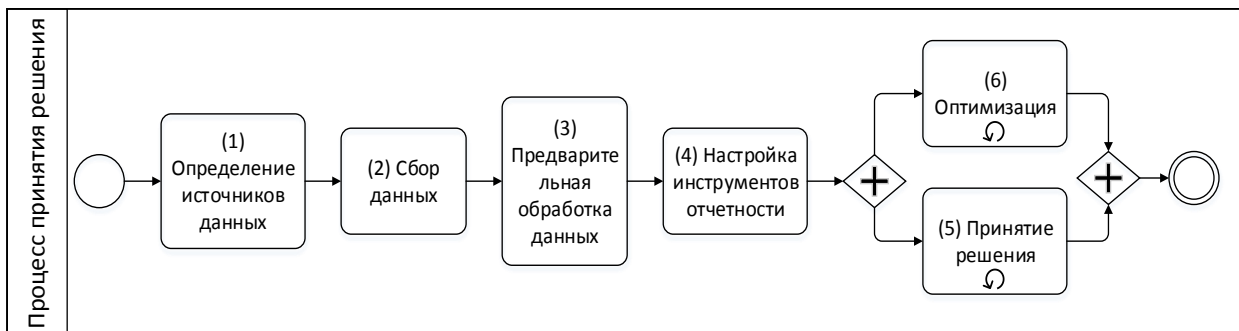 Процесс принятия решения
(1)
Определение
источников
данных
(2) Сбор
данных
(3)
Предварите
льная
обработка
данных
(4) Настройка
инструментов
отчетности
(6)
Оптимизация
(5) Принятие
решения